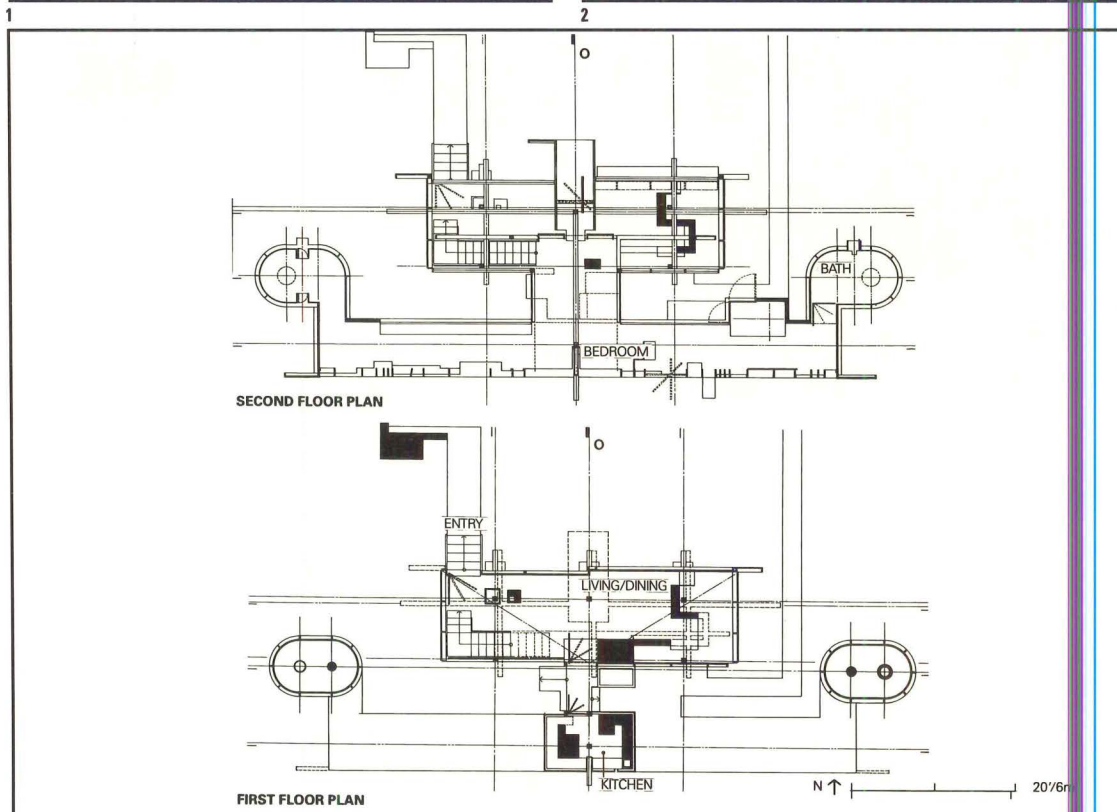 1
2
O
BATH
BEDROOM
SECOND FLOOR PLAN
O
ENTRY
LIVING/DINING
KITCHEN
N
20'/6m
FIRST FLOOR PLAN